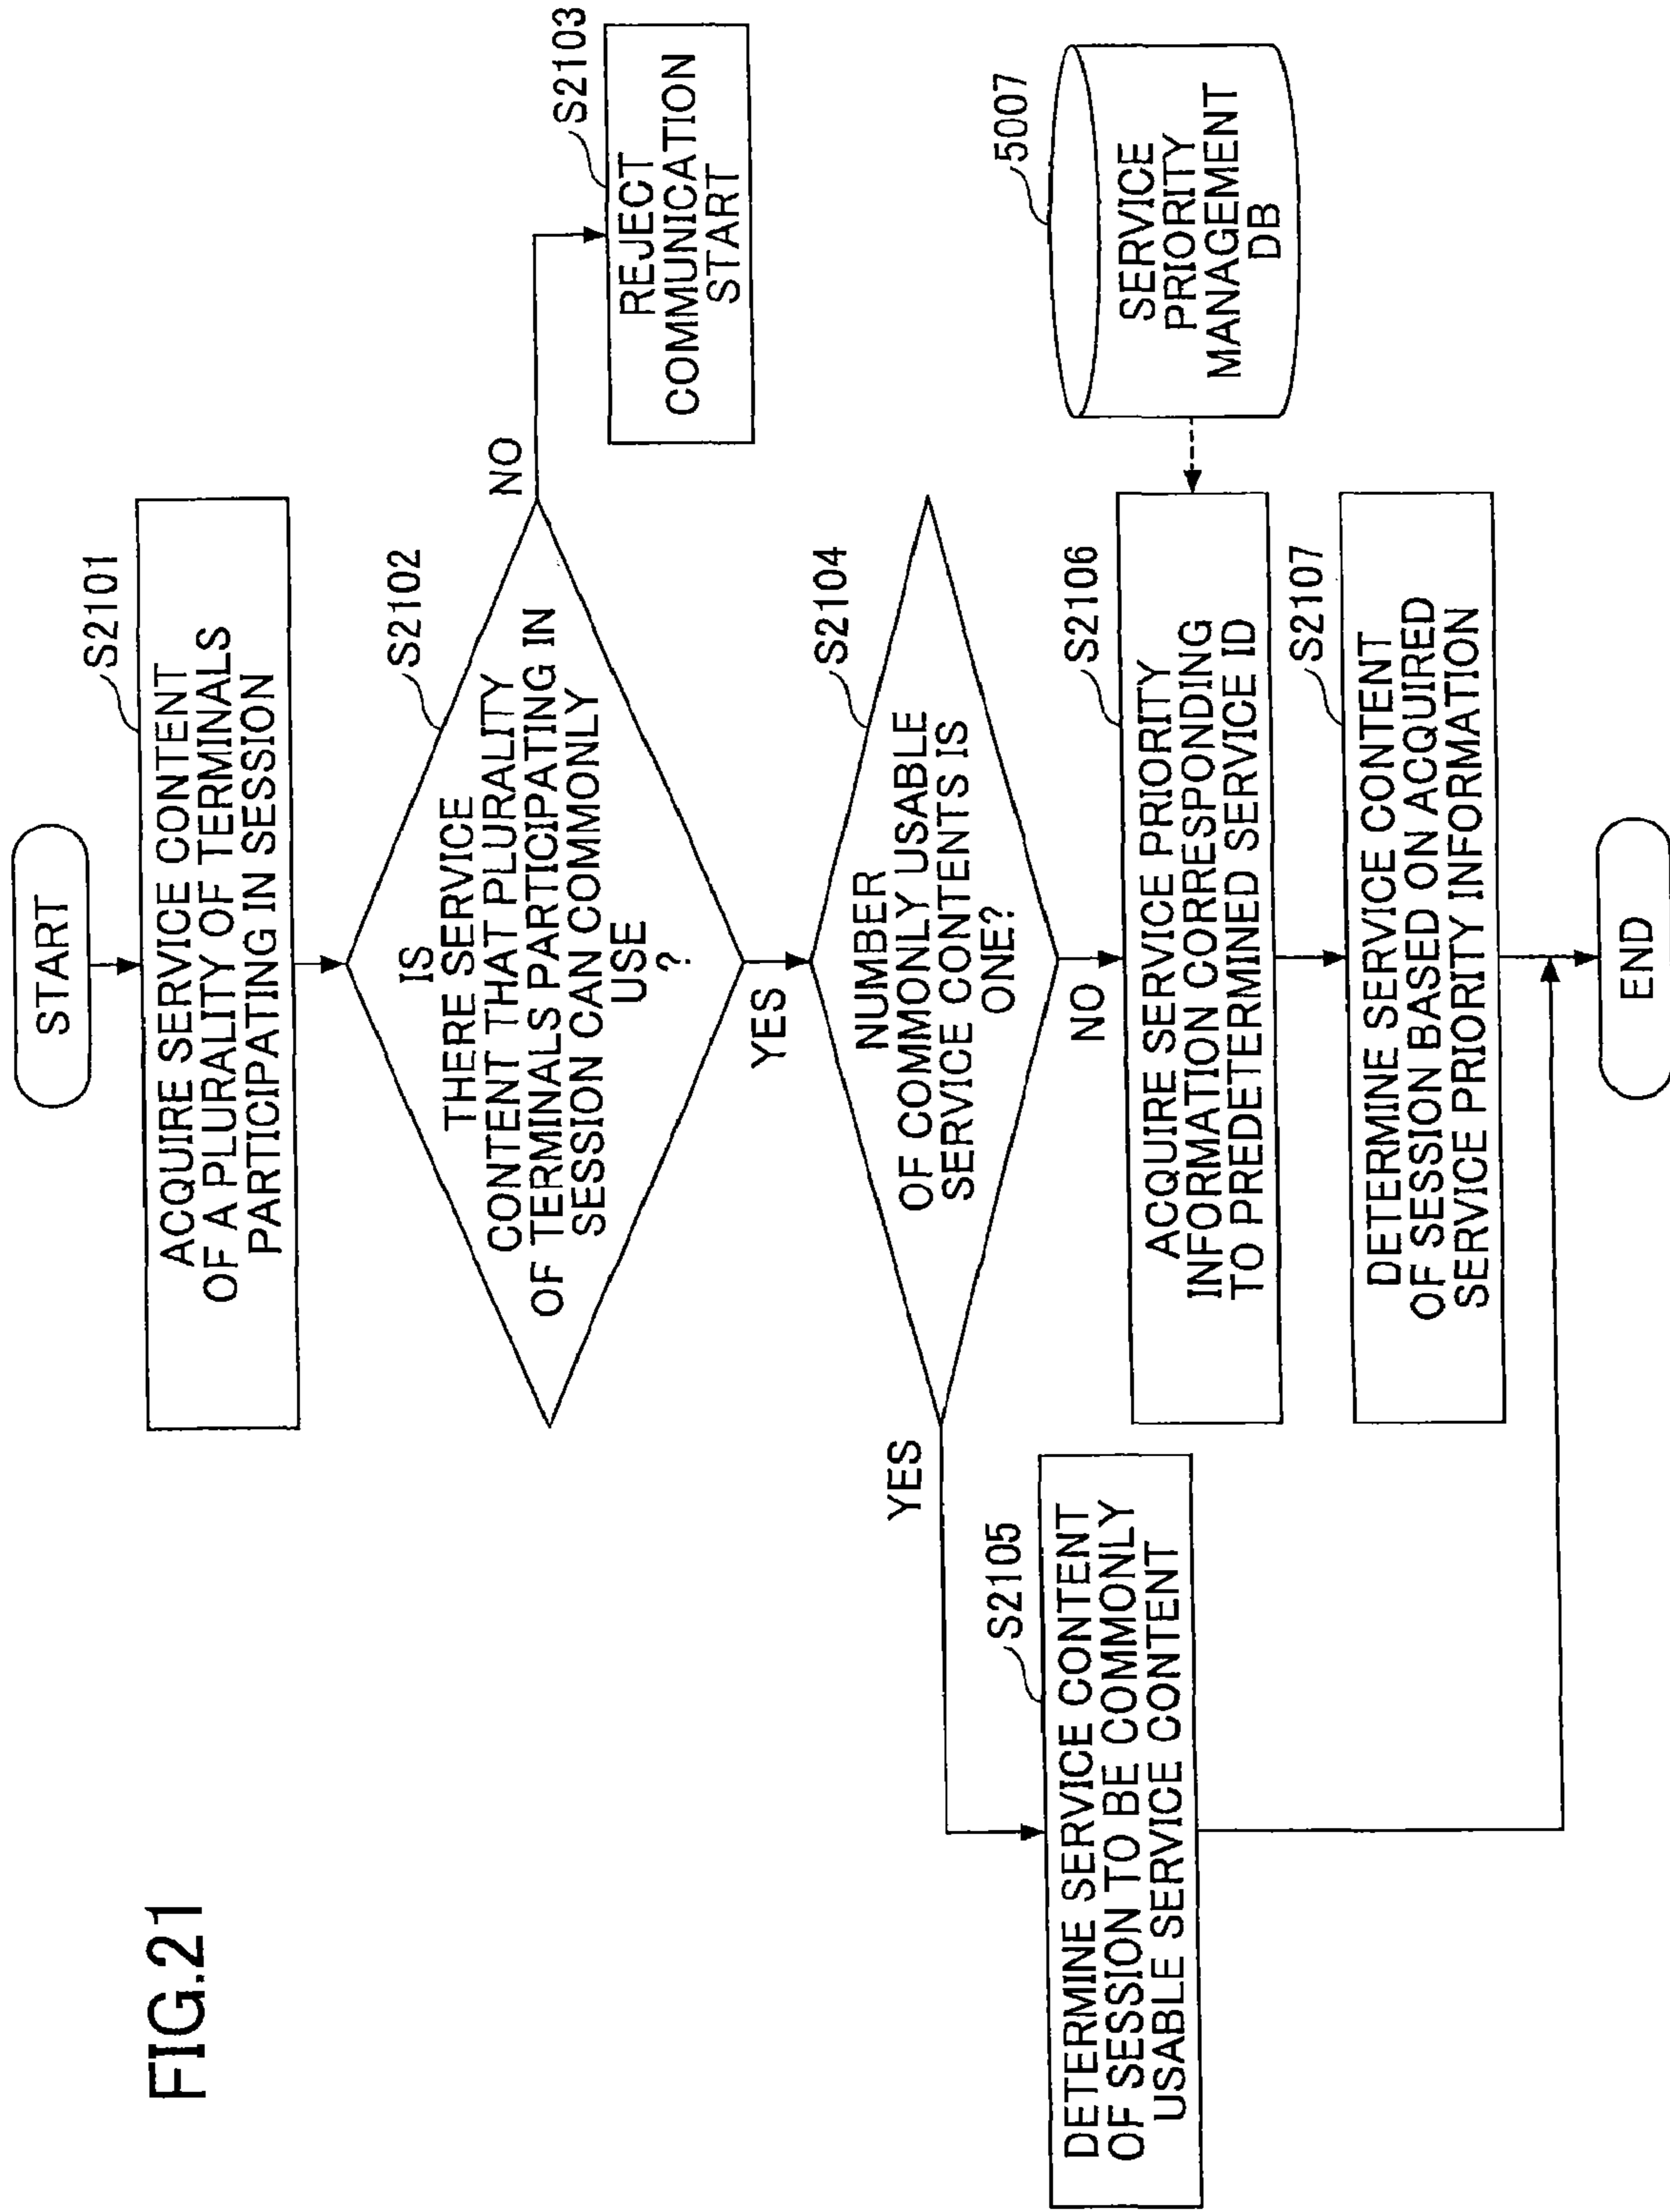 FIG.21
START
S2101
ACQUIRE SERVICE CONTENT
OF A PLURALITY OF TERMINALS
PARTICIPATING IN SESSION
S2102
IS
THERE SERVICE
CONTENT THAT PLURALITY
OF TERMINALS PARTICIPATING IN
SESSION CAN COMMONLY
USE
?
NO
S2103
REJECT
COMMUNICATION
START
YES
S2104
NUMBER
OF COMMONLY USABLE
SERVICE CONTENTS IS
ONE?
YES
S2105
DETERMINE SERVICE CONTENT
OF SESSION TO BE COMMONLY
USABLE SERVICE CONTENT
NO
S2106
ACQUIRE SERVICE PRIORITY
INFORMATION CORRESPONDING
TO PREDETERMINED SERVICE ID
5007
SERVICE
PRIORITY
MANAGEMENT
DB
S2107
DETERMINE SERVICE CONTENT
OF SESSION BASED ON ACQUIRED
SERVICE PRIORITY INFORMATION
END